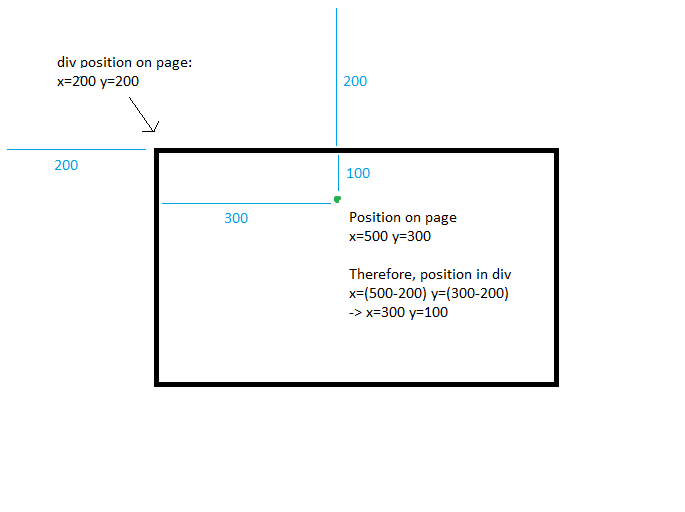 div position on page:
x=200 y=200
200
200
100
300
Position on page
x=500 y=300
Therefore, position in div
x=(500-200) y=(300-200)
-> x=300 y=100